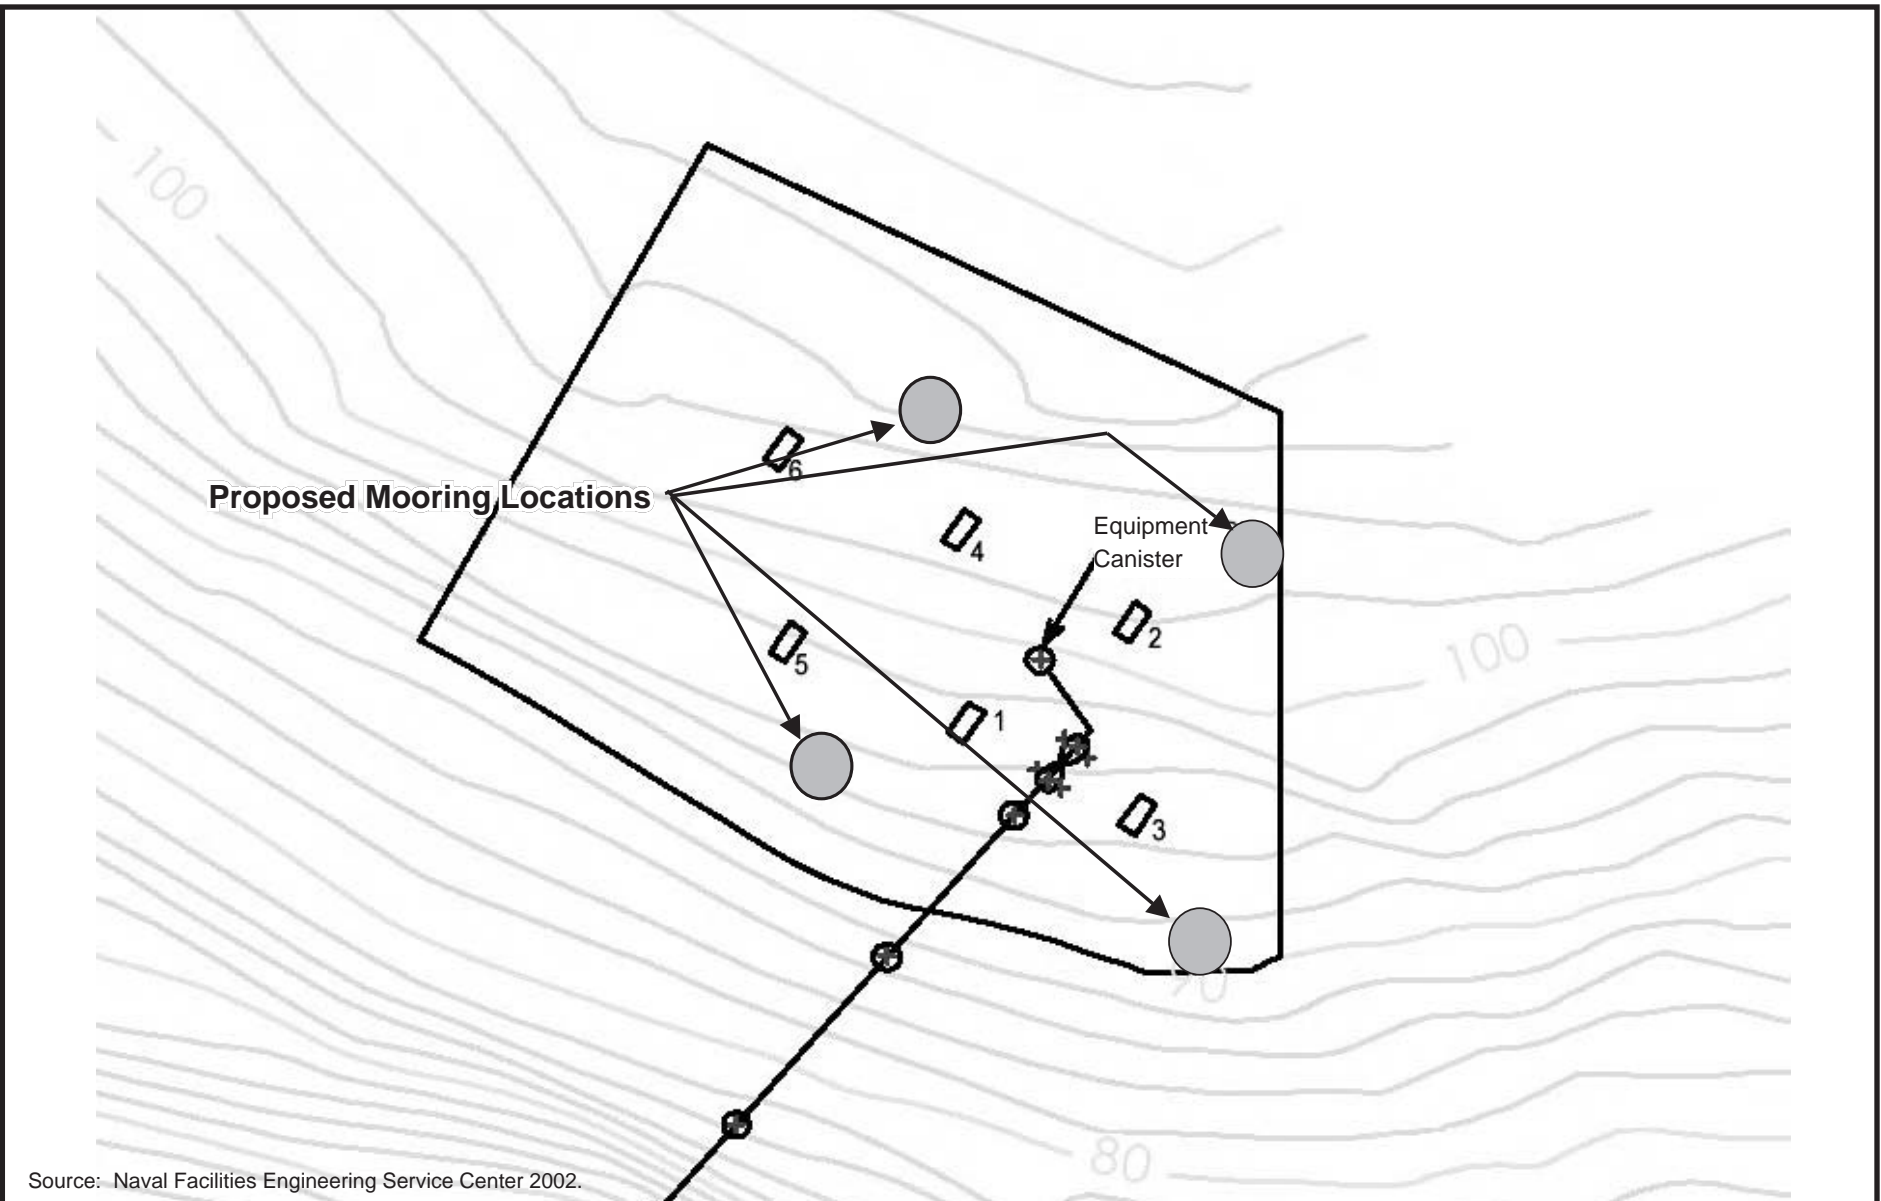 100
6
Proposed Mooring Locations
4
Equipment
Canister
2
5
100
1
3
80
Source:  Naval Facilities Engineering Service Center 2002.